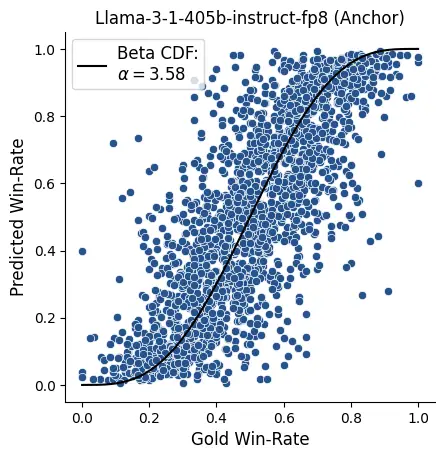 Llama-3-1-405b-instruct-fp8 (Anchor)
Beta CDF:
α = 3.58
Predicted Win-Rate
1.0
0.8
0.6
0.4
0.2
0.0
0.0 0.2 0.4 0.6 0.8 1.0
Gold Win-Rate